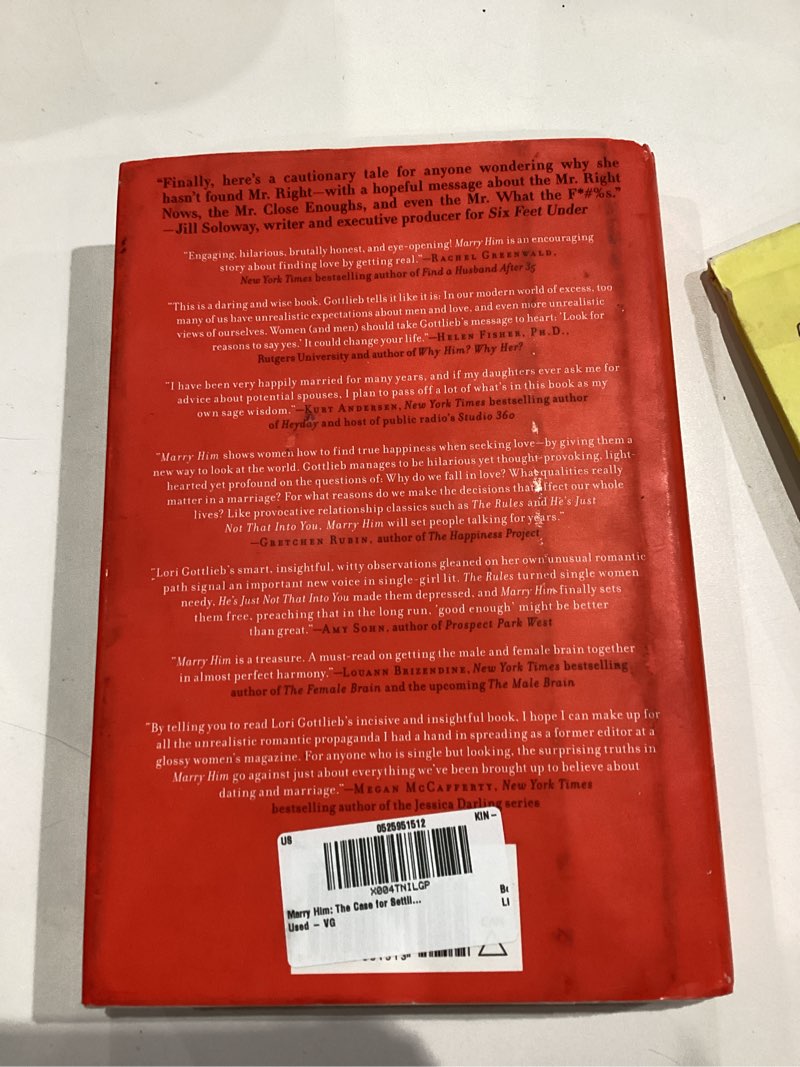 "Finally, here's a cautionary tale for anyone wondering why she
hasn't found Mr. Right—with a hopeful message about the Mr. Right
Nows, the Mr. Close Enoughs, and even the Mr. What the F*#%s."
—Jill Soloway, writer and executive producer for Six Feet Under
"Engaging, hilarious, brutally honest, and eye-opening! Marry Him is an encouraging
story about finding love by getting real."—Rachel Greenwald,
New York Times bestselling author of Find a Husband After 35
"This is a daring and wise book. Gottlieb tells it like it is: In our modern world of excess, too
many of us have unrealistic expectations about men and love, and even more unrealistic
views of ourselves. Women (and men) should take Gottlieb's message to heart: 'Look for
reasons to say yes.' It could change your life."—Helen Fisher, Ph.D.,
Rutgers University and author of Why Him? Why Her?
"I have been very happily married for many years, and if my daughters ever ask me for
advice about potential spouses, I plan to pass off a lot of what's in this book as my
own sage wisdom."—Kurt Andersen, New York Times bestselling author
of Heyday and host of public radio's Studio 360
"Marry Him shows women how to find true happiness when seeking love—by giving them a
new way to look at the world. Gottlieb manages to be hilarious yet thought-provoking, light-
hearted yet profound on the questions of: Why do we fall in love? What qualities really
matter in a marriage? For what reasons do we make the decisions that affect our whole
lives? Like provocative relationship classics such as The Rules and He's Just
Not That Into You, Marry Him will set people talking for years."
—Gretchen Rubin, author of The Happiness Project
"Lori Gottlieb's smart, insightful, witty observations gleaned on her own unusual romantic
path signal an important new voice in single-girl lit. The Rules turned single women
needy, He's Just Not That Into You made them depressed, and Marry Him finally sets
them free, preaching that in the long run, 'good enough' might be better
than great."—Amy Sohn, author of Prospect Park West
"Marry Him is a treasure. A must-read on getting the male and female brain together
in almost perfect harmony."—Louann Brizendine, New York Times bestselling
author of The Female Brain and the upcoming The Male Brain
"By telling you to read Lori Gottlieb's incisive and insightful book, I hope I can make up for
all the unrealistic romantic propaganda I had a hand in spreading as a former editor at a
glossy women's magazine. For anyone who is single but looking, the surprising truths in
Marry Him go against just about everything we've been brought up to believe about
dating and marriage."—Megan McCafferty, New York Times
bestselling author of the Jessica Darling series
US 0525951512 KIN-
X004TNILGP
Marry Him: The Case for Settli...
Used - VG